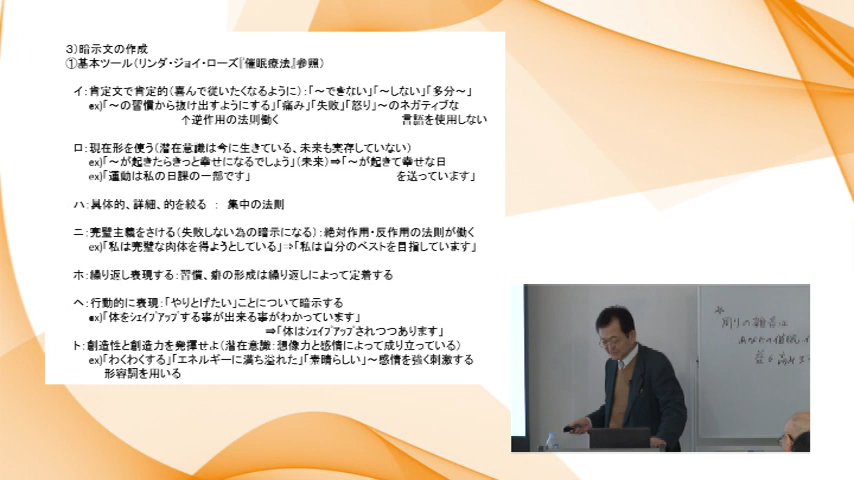 3)暗示文の作成
①基本ツール(リンダ・ジョイ・ローズ『催眠療法』参照)
イ:肯定文で肯定的(喜んで従いたくなるように):「～できない」「～しない」「多分～」
ex)「～の習慣から抜け出すようにする」「痛み」「失敗」「怒り」～のネガティブな
↑逆作用の法則働く 言語を使用しない
ロ:現在形を使う(潜在意識は今に生きている、未来も実存していない)
ex)「～が起きたらきっと幸せになるでしょう」(未来)⇒「～が起きて幸せな日
ex)「運動は私の日課の一部です」 を送っています」
ハ:具体的、詳細、的を絞る : 集中の法則
ニ:完璧主義をさける(失敗しない為の暗示になる):絶対作用・反作用の法則が働く
ex)「私は完璧な肉体を得ようとしている」⇒「私は自分のベストを目指しています」
ホ:繰り返し表現する:習慣、癖の形成は繰り返しによって定着する
ヘ:行動的に表現:「やりとげたい」ことについて暗示する
ex)「体をシェイプアップする事が出来る事がわかっています」
⇒「体はシェイプアップされつつあります」
ト:創造性と創造力を発揮せよ(潜在意識:想像力と感情によって成り立っている)
ex)「わくわくする」「エネルギーに満ち溢れた」「素晴らしい」～感情を強く刺激する
形容詞を用いる
周りの雑音は
あなたの催眠
を高め